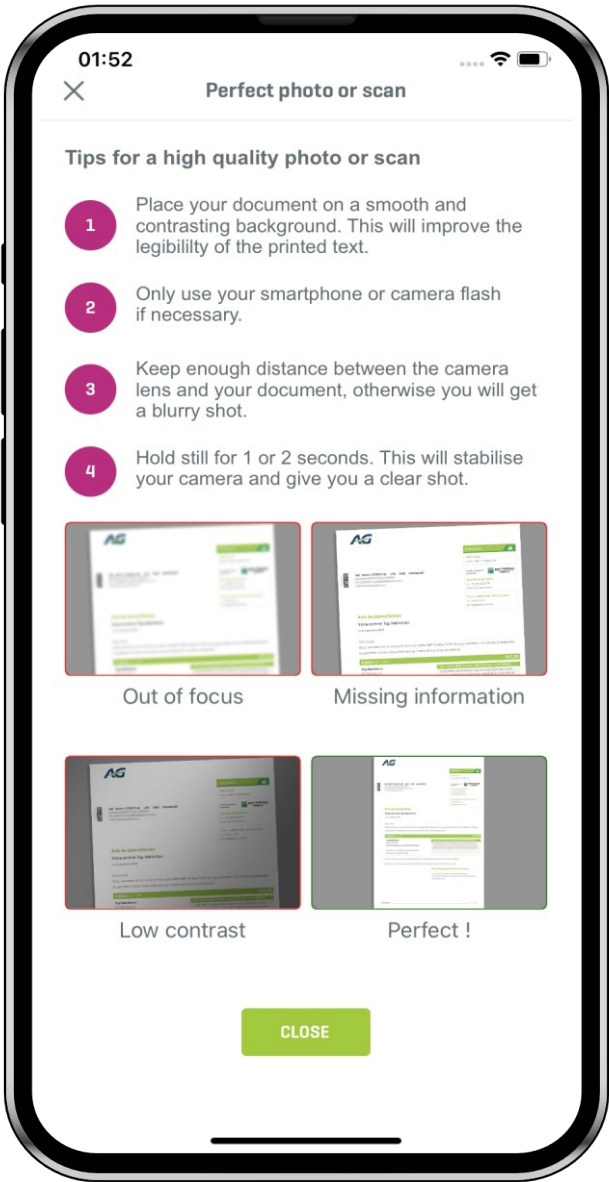 01:52
Perfect photo or scan
Tips for a high quality photo or scan
1
Place your document on a smooth and
contrasting background. This will improve the
legibililty of the printed text.
2
Only use your smartphone or camera flash
if necessary.
3
Keep enough distance between the camera
lens and your document, otherwise you will get
a blurry shot.
4
Hold still for 1 or 2 seconds. This will stabilise
your camera and give you a clear shot.
AG
Out of focus
AG
Missing information
AG
Low contrast
AG
Perfect !
CLOSE